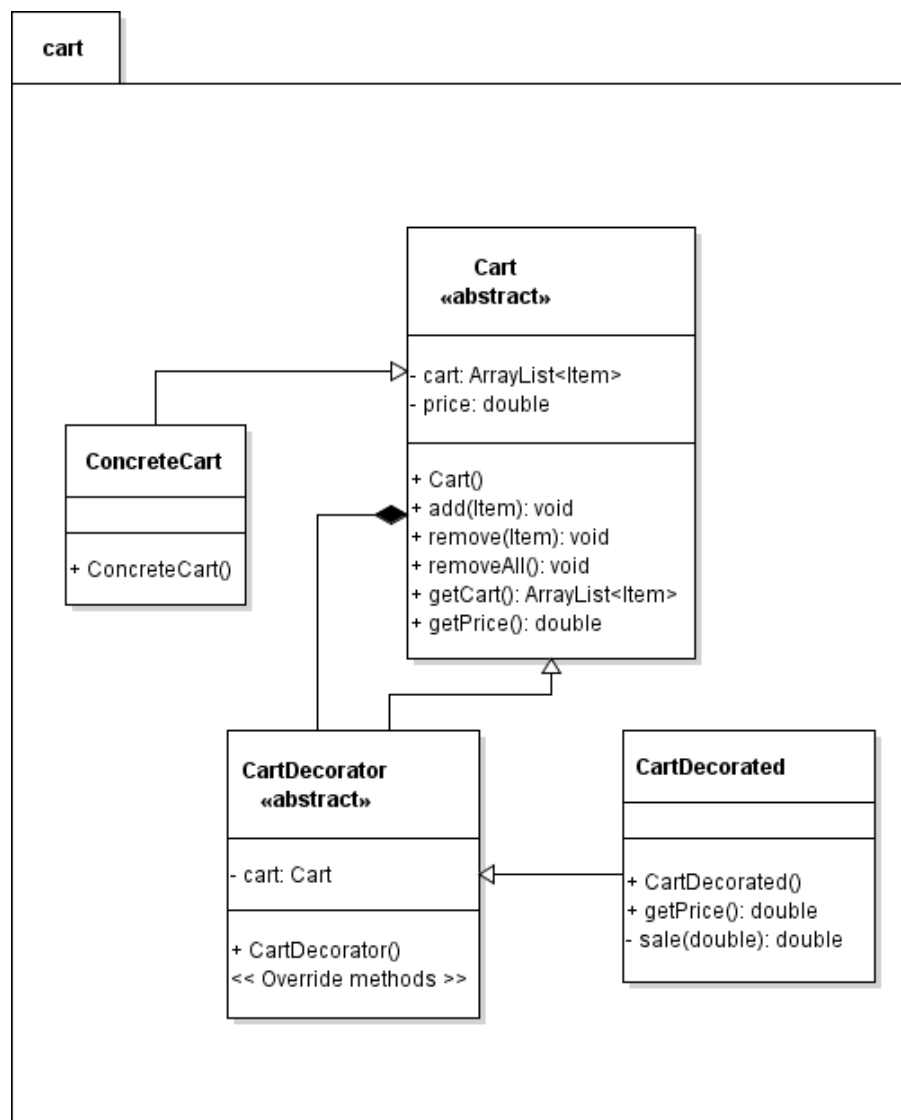 cart
Cart
«abstract»
- cart: ArrayList<Item>
- price: double
+ Cart()
+ add(Item): void
+ remove(Item): void
+ removeAll(): void
+ getCart(): ArrayList<Item>
+ getPrice(): double
ConcreteCart
+ ConcreteCart()
CartDecorator
«abstract»
- cart: Cart
+ CartDecorator()
<< Override methods >>
CartDecorated
+ CartDecorated()
+ getPrice(): double
- sale(double): double